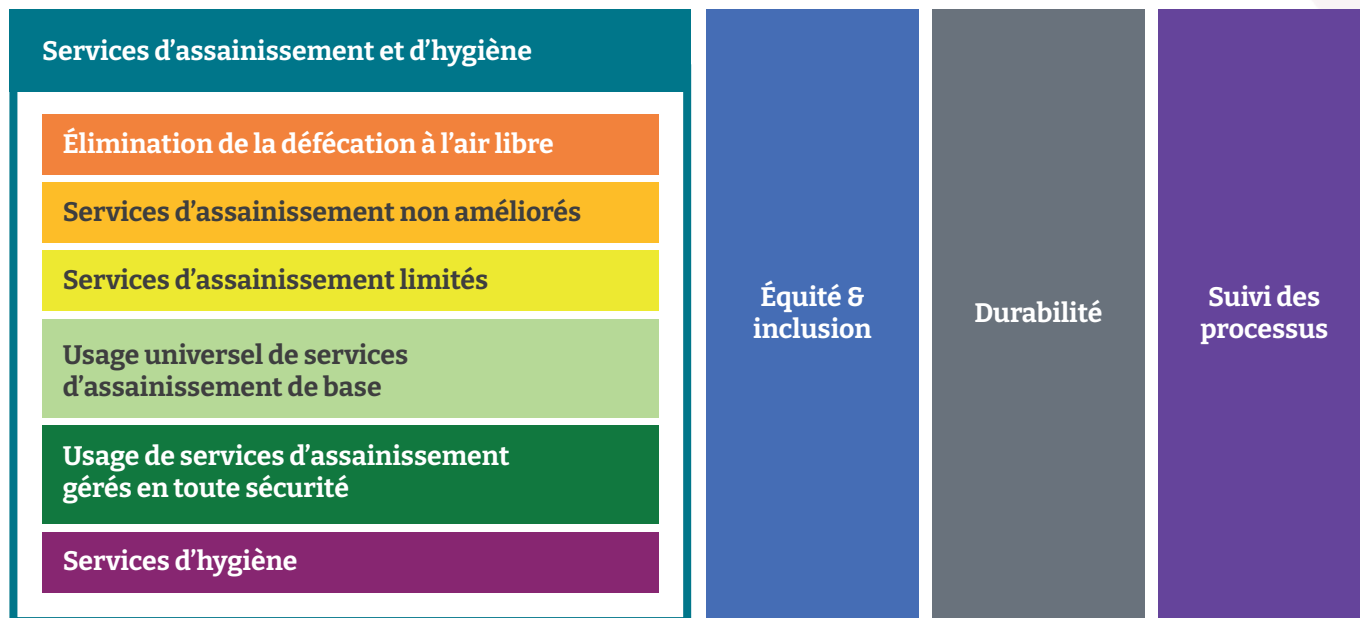 Services d’assainissement et d’hygiène
Élimination de la défécation à l’air libre
Services d’assainissement non améliorés
Services d’assainissement limités
Usage universel de services
d’assainissement de base
Usage de services d’assainissement
gérés en toute sécurité
Services d’hygiène
Équité &
inclusion
Durabilité
Suivi des
processus